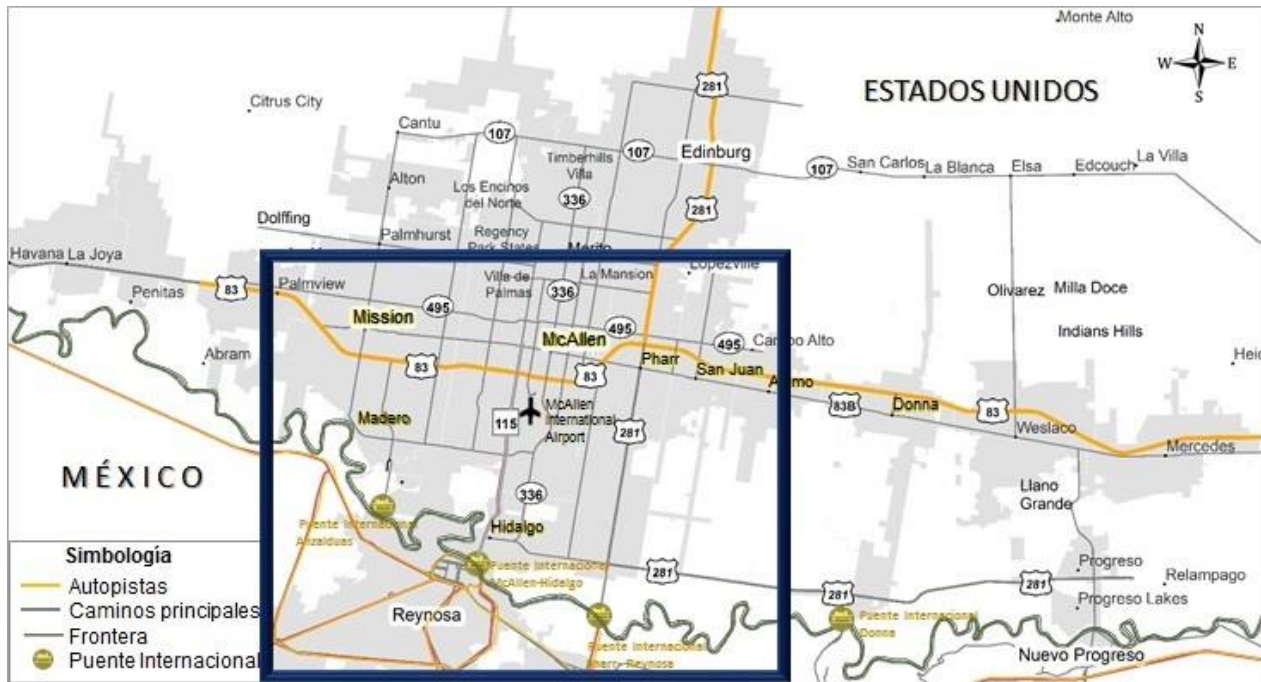 Monte Alto
N
W E
S
ESTADOS UNIDOS
281
Citrus City
Cantu
107
Timberhills
Villa
107
Edinburg
107
San Carlos
La Blanca
Elsa
Edcouch
La Villa
Alton
Los Encinos
del Norte
336
281
Dolffing
Palmhurst
Regency
Park States
Merito
Havana
La Joya
Villa de
Palmas
La Mansion
Lopezville
83
Palmview
336
Penitas
495
Olivarez
Milla Doce
Mission
McAllen
495
495
Campo Alto
Indians Hills
Abram
Pharr
San Juan
83
83
Alamo
83B
Donna
83
Weslaco
Madero
115
McAllen
International
Airport
281
Mercedes
MÉXICO
336
Llano
Grande
Puente Internacional
Anzalduas
Hidalgo
Simbología
Autopistas
Caminos principales
Frontera
Puente Internacional
Puente Internacional
McAllen-Hidalgo
281
281
281
Progreso
Relampago
Progreso Lakes
Reynosa
Puente Internacional
Donna
Puente Internacional
Pharr- Reynosa
Nuevo Progreso